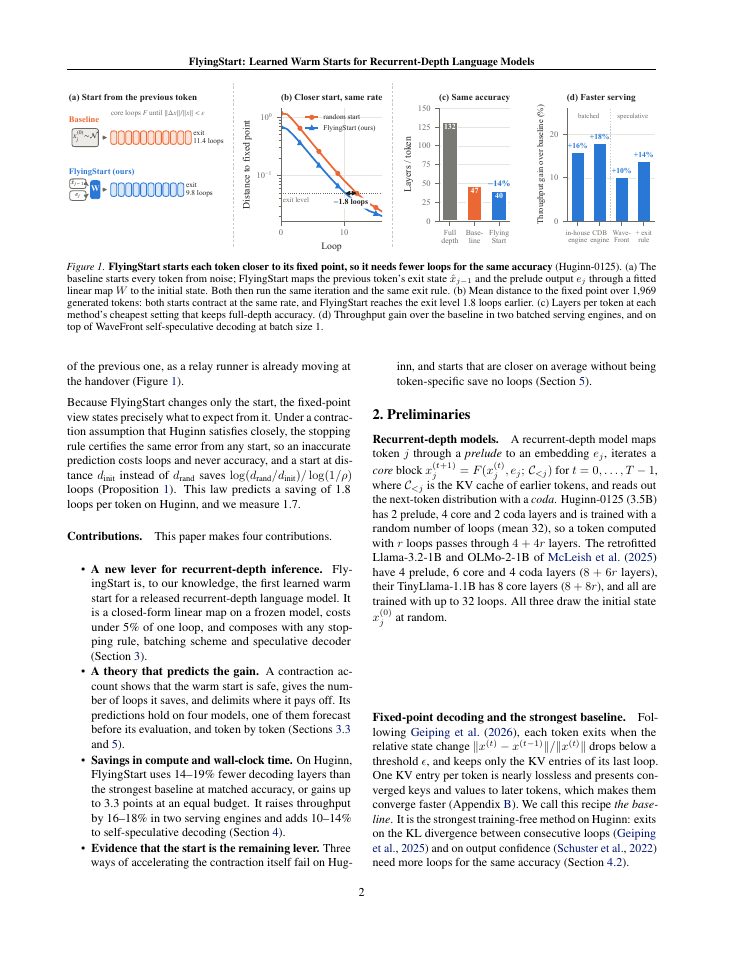 FlyingStart: Learned Warm Starts for Recurrent-Depth Language Models
(a) Start from the previous token
core loops F until ||Δx||/||x|| < ε
Baseline
x_j^(0) ~ N
exit
11.4 loops
FlyingStart (ours)
W
e_j
exit
9.8 loops
(b) Closer start, same rate
Distance to fixed point
10⁰
10⁻¹
random start
FlyingStart (ours)
exit level
−1.8 loops
0
10
Loop
(c) Same accuracy
Layers / token
150
125
100
75
50
25
0
132
47
40
−14%
Full depth
Base-line
Flying Start
(d) Faster serving
Throughput gain over baseline (%)
20
10
0
batched
speculative
+16%
+18%
+10%
+14%
in-house engine
CDB engine
Wave-Front
+ exit rule
Figure 1. FlyingStart starts each token closer to its fixed point, so it needs fewer loops for the same accuracy (Huginn-0125). (a) The
baseline starts every token from noise; FlyingStart maps the previous token's exit state x̂_{j−1} and the prelude output e_j through a fitted
linear map W to the initial state. Both then run the same iteration and the same exit rule. (b) Mean distance to the fixed point over 1,969
generated tokens: both starts contract at the same rate, and FlyingStart reaches the exit level 1.8 loops earlier. (c) Layers per token at each
method's cheapest setting that keeps full-depth accuracy. (d) Throughput gain over the baseline in two batched serving engines, and on
top of WaveFront self-speculative decoding at batch size 1.
of the previous one, as a relay runner is already moving at
the handover (Figure 1).
Because FlyingStart changes only the start, the fixed-point
view states precisely what to expect from it. Under a contrac-
tion assumption that Huginn satisfies closely, the stopping
rule certifies the same error from any start, so an inaccurate
prediction costs loops and never accuracy, and a start at dis-
tance d_init instead of d_rand saves log(d_rand/d_init)/ log(1/ρ)
loops (Proposition 1). This law predicts a saving of 1.8
loops per token on Huginn, and we measure 1.7.
Contributions. This paper makes four contributions.
• A new lever for recurrent-depth inference. Fly-
ingStart is, to our knowledge, the first learned warm
start for a released recurrent-depth language model. It
is a closed-form linear map on a frozen model, costs
under 5% of one loop, and composes with any stop-
ping rule, batching scheme and speculative decoder
(Section 3).
• A theory that predicts the gain. A contraction ac-
count shows that the warm start is safe, gives the num-
ber of loops it saves, and delimits where it pays off. Its
predictions hold on four models, one of them forecast
before its evaluation, and token by token (Sections 3.3
and 5).
• Savings in compute and wall-clock time. On Huginn,
FlyingStart uses 14–19% fewer decoding layers than
the strongest baseline at matched accuracy, or gains up
to 3.3 points at an equal budget. It raises throughput
by 16–18% in two serving engines and adds 10–14%
to self-speculative decoding (Section 4).
• Evidence that the start is the remaining lever. Three
ways of accelerating the contraction itself fail on Hug-
inn, and starts that are closer on average without being
token-specific save no loops (Section 5).
2. Preliminaries
Recurrent-depth models. A recurrent-depth model maps
token j through a prelude to an embedding e_j, iterates a
core block x_j^(t+1) = F(x_j^(t), e_j; C_{<j}) for t = 0, . . . , T − 1,
where C_{<j} is the KV cache of earlier tokens, and reads out
the next-token distribution with a coda. Huginn-0125 (3.5B)
has 2 prelude, 4 core and 2 coda layers and is trained with a
random number of loops (mean 32), so a token computed
with r loops passes through 4 + 4r layers. The retrofitted
Llama-3.2-1B and OLMo-2-1B of McLeish et al. (2025)
have 4 prelude, 6 core and 4 coda layers (8 + 6r layers),
their TinyLlama-1.1B has 8 core layers (8 + 8r), and all are
trained with up to 32 loops. All three draw the initial state
x_j^(0) at random.
Fixed-point decoding and the strongest baseline. Fol-
lowing Geiping et al. (2026), each token exits when the
relative state change ∥x^(t) − x^(t−1)∥/∥x^(t)∥ drops below a
threshold ϵ, and keeps only the KV entries of its last loop.
One KV entry per token is nearly lossless and presents con-
verged keys and values to later tokens, which makes them
converge faster (Appendix B). We call this recipe the base-
line. It is the strongest training-free method on Huginn: exits
on the KL divergence between consecutive loops (Geiping
et al., 2025) and on output confidence (Schuster et al., 2022)
need more loops for the same accuracy (Section 4.2).
2